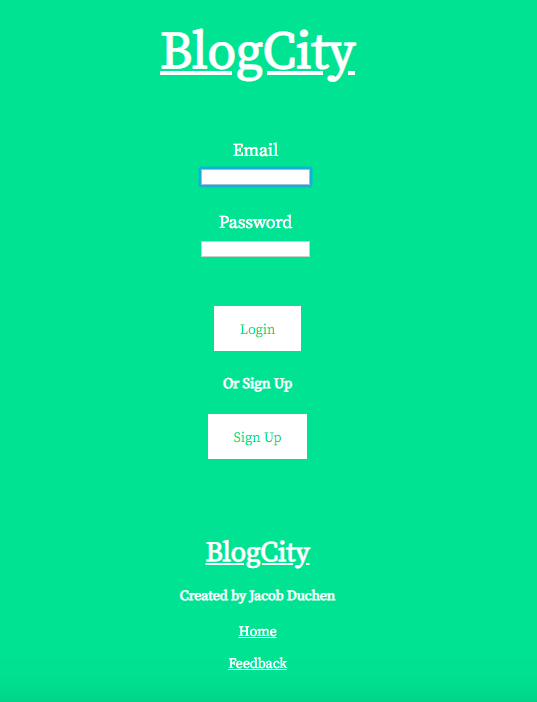 BlogCity
Email
Password
Login
Or Sign Up
Sign Up
BlogCity
Created by Jacob Duchen
Home
Feedback